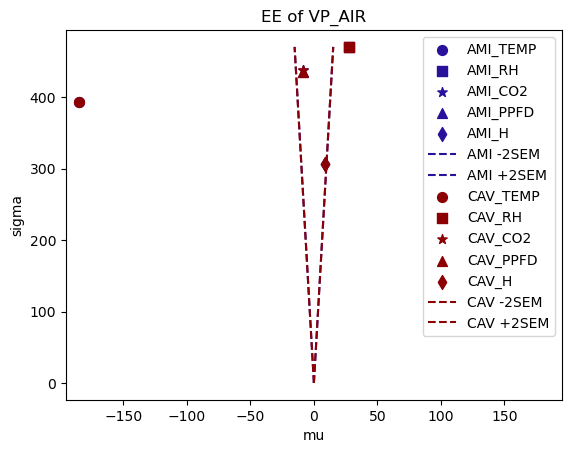 EE of VP_AIR
sigma
400
300
200
100
0
−150
−100
−50
0
50
100
150
mu
AMI_TEMP
AMI_RH
AMI_CO2
AMI_PPFD
AMI_H
AMI -2SEM
AMI +2SEM
CAV_TEMP
CAV_RH
CAV_CO2
CAV_PPFD
CAV_H
CAV -2SEM
CAV +2SEM